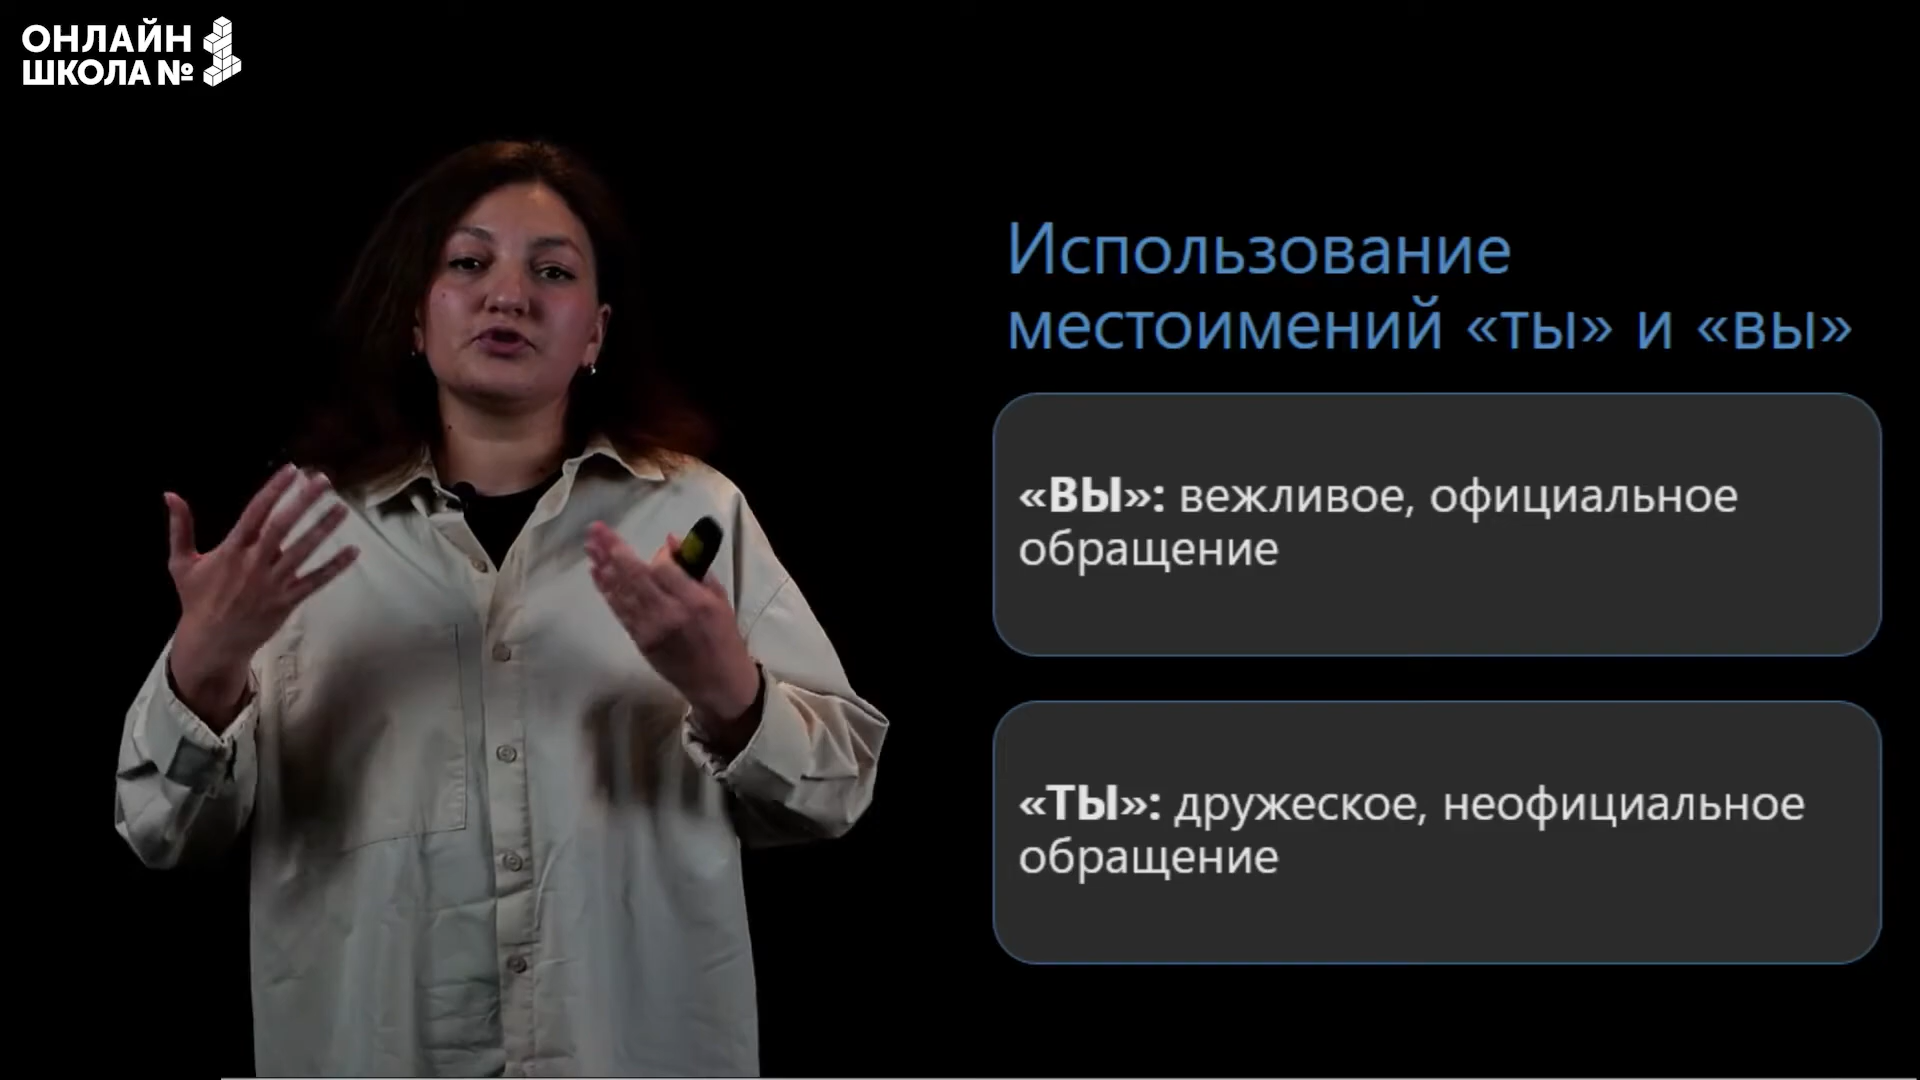 ОНЛАЙН
ШКОЛА №
Использование
местоимений «ты» и «вы»
«ВЫ»: вежливое, официальное
обращение
«ТЫ»: дружеское, неофициальное
обращение